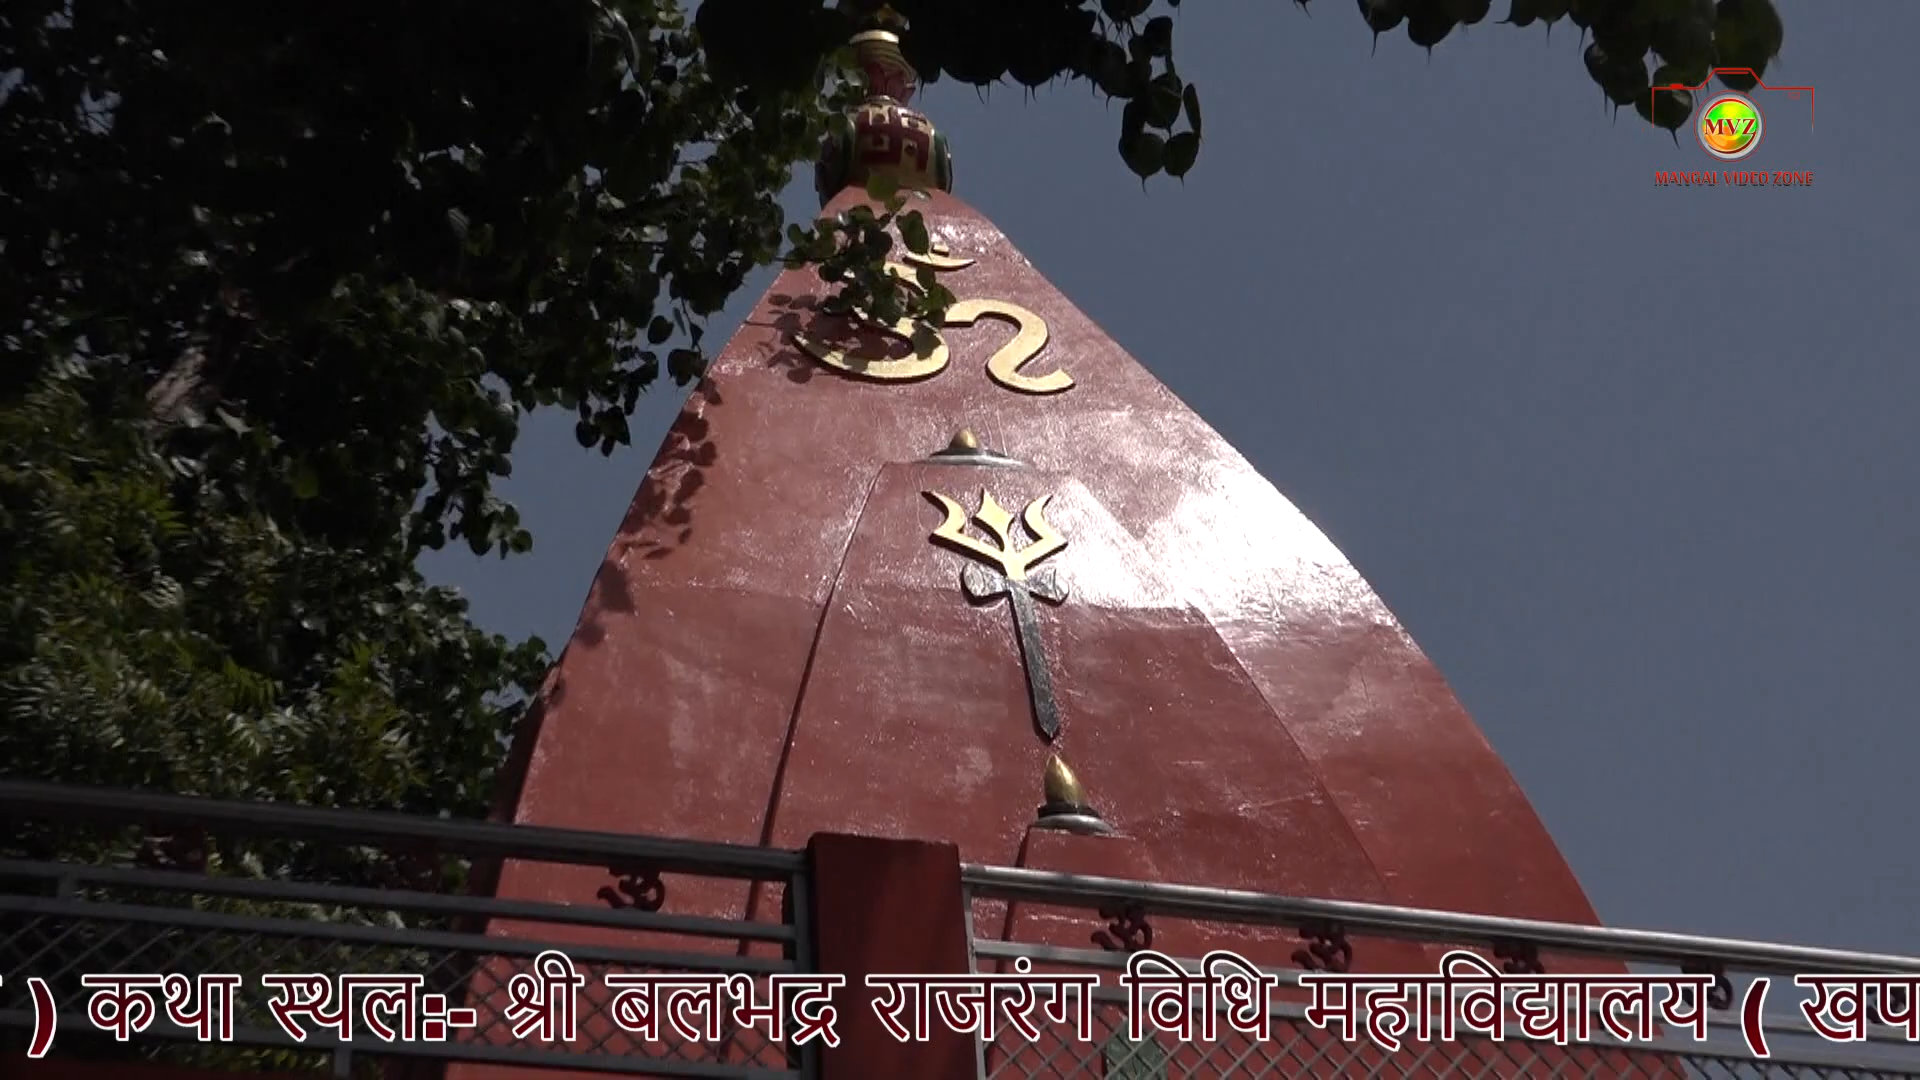 MVZ
MANGAL VIDEO ZONE
ॐ
) कथा स्थल:- श्री बलभद्र राजरंग विधि महाविद्यालय ( खप